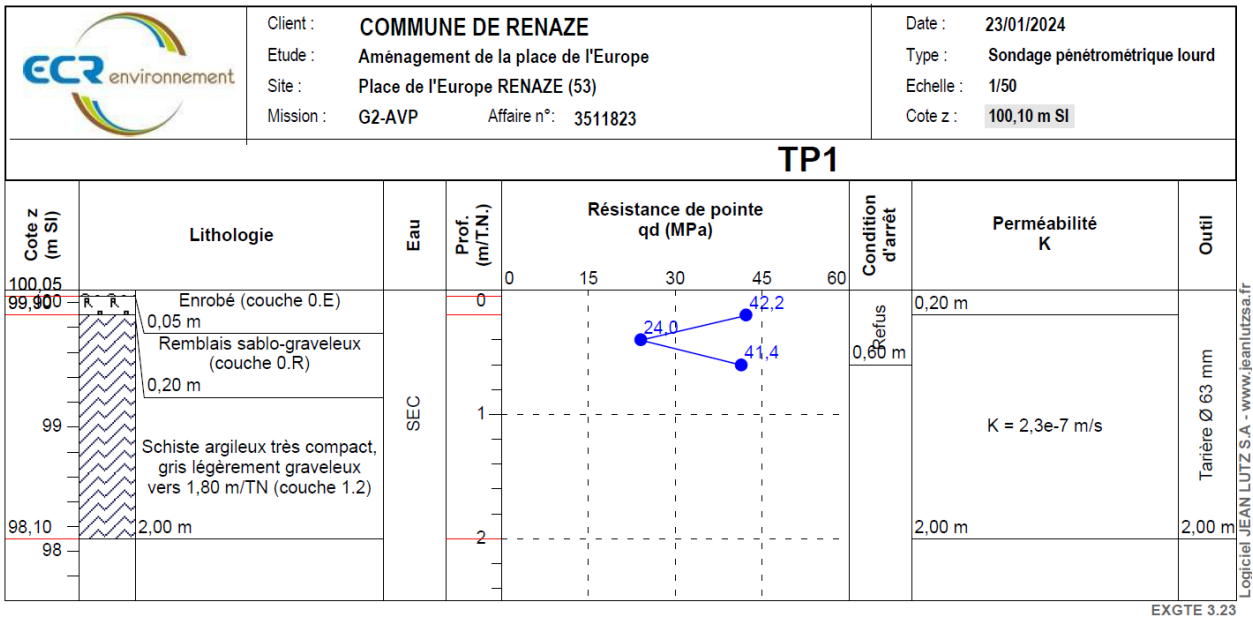 ECR environnement
Client : COMMUNE DE RENAZE
Etude : Aménagement de la place de l'Europe
Site : Place de l'Europe RENAZE (53)
Mission : G2-AVP Affaire n°: 3511823
Date : 23/01/2024
Type : Sondage pénétrométrique lourd
Echelle : 1/50
Cote z : 100,10 m SI
TP1
Cote z
(m SI)
Lithologie
Eau
Prof.
(m/T.N.)
Résistance de pointe
qd (MPa)
0 15 30 45 60
Condition
d'arrêt
Perméabilité
K
Outil
100,05
99,90
100
99
98,10
98
R R
Enrobé (couche 0.E)
0,05 m
Remblais sablo-graveleux
(couche 0.R)
0,20 m
Schiste argileux très compact,
gris légèrement graveleux
vers 1,80 m/TN (couche 1.2)
2,00 m
SEC
0
1
2
42,2
24,0
41,4
Refus
0,60 m
0,20 m
K = 2,3e-7 m/s
2,00 m
Tarière Ø 63 mm
2,00 m
Logiciel JEAN LUTZ S.A - www.jeanlutzsa.fr
EXGTE 3.23